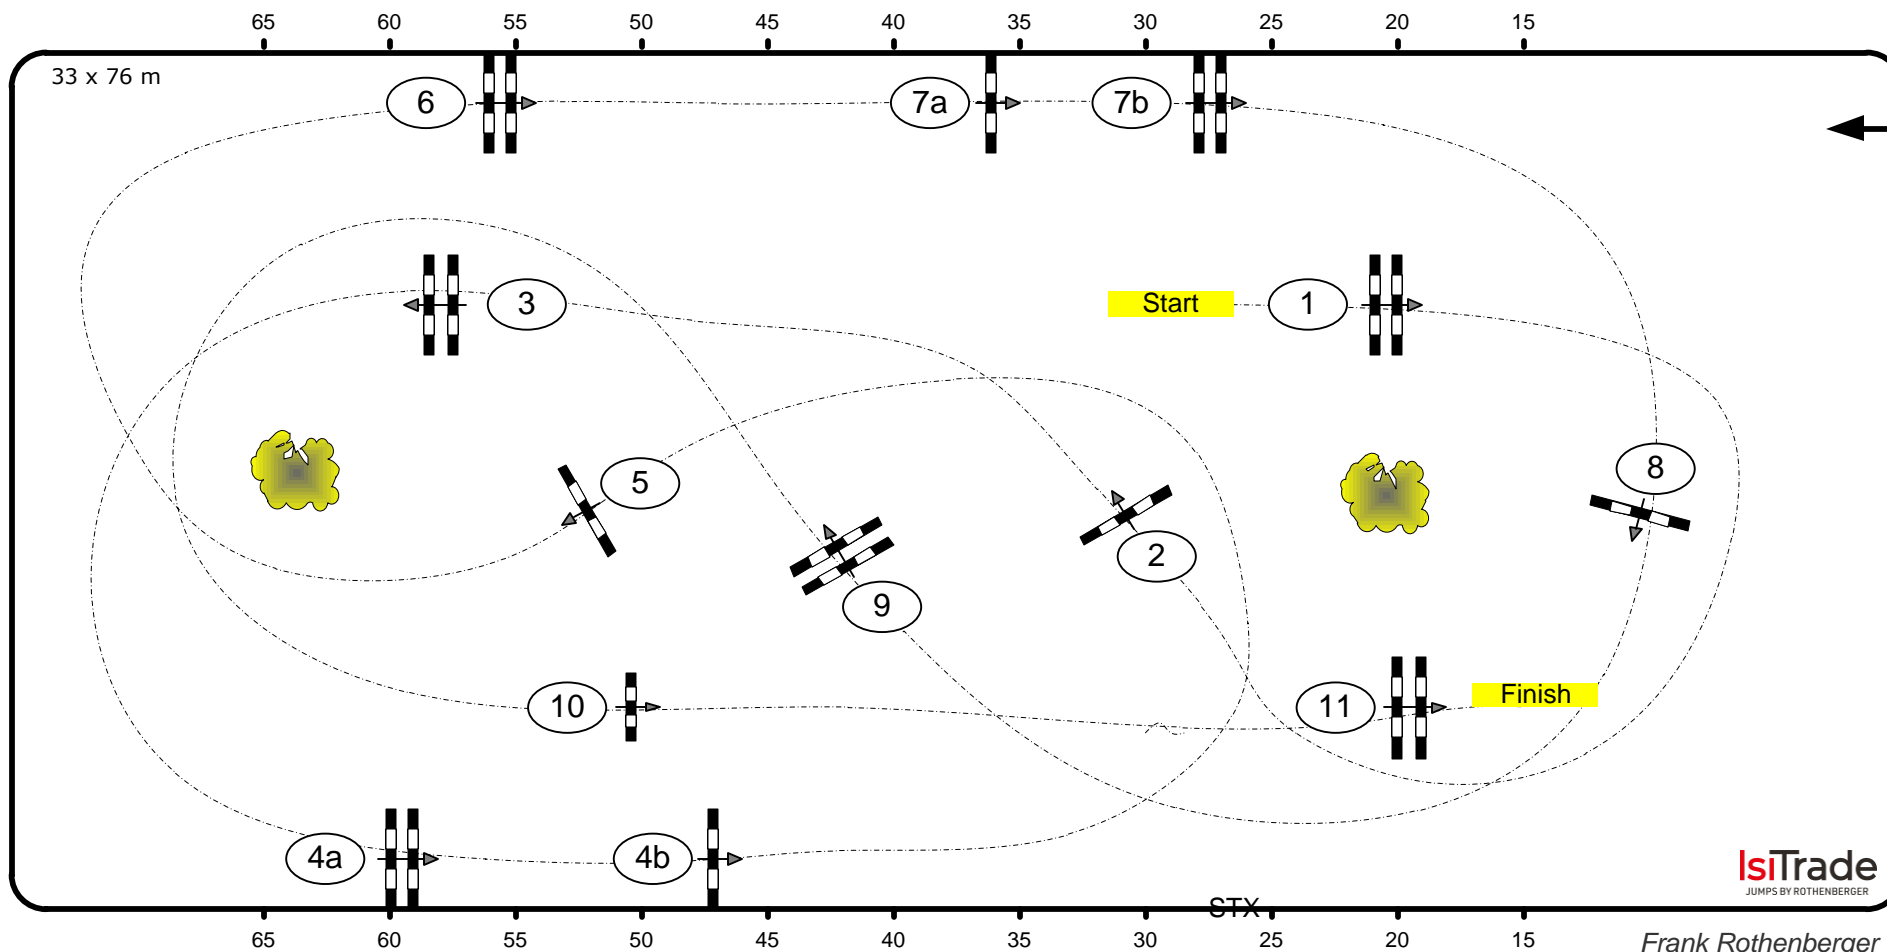 65 60 55 50 45 40 35 30 25 20 15
33 x 76 m
6 7a 7b
3 Start 1
5 8
2
9
10 11 Finish
4a 4b
IsiTrade
JUMPS BY ROTHENBERGER
STX
65 60 55 50 45 40 35 30 25 20 15
Frank Rothenberger